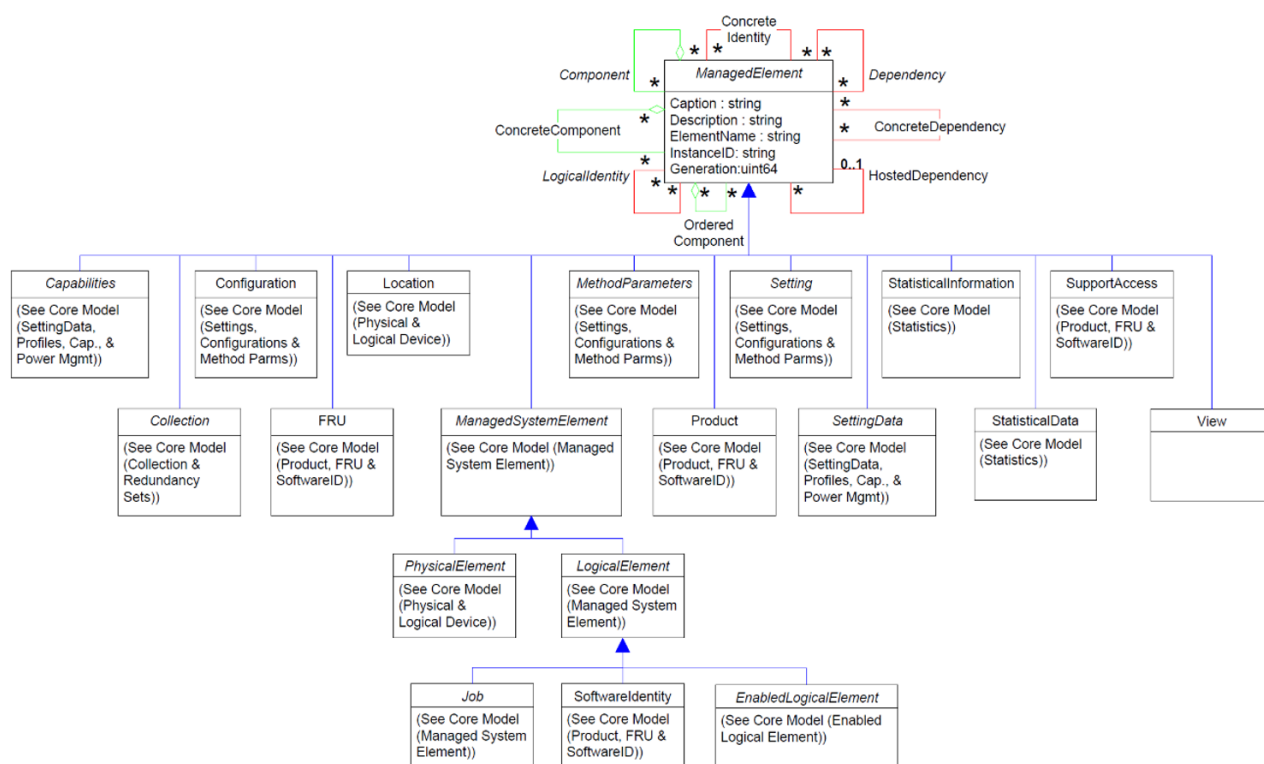 Concrete
Identity
* * * * *
Component
*
ManagedElement
*
Dependency
Caption : string
Description : string
ElementName : string
InstanceID: string
Generation:uint64
*
ConcreteComponent
*
*
*
ConcreteDependency
LogicalIdentity
*
*
*
*
0..1
*
HostedDependency
Ordered
Component
Capabilities
(See Core Model
(SettingData,
Profiles, Cap., &
Power Mgmt))
Configuration
(See Core Model
(Settings,
Configurations &
Method Parms))
Location
(See Core Model
(Physical &
Logical Device))
MethodParameters
(See Core Model
(Settings,
Configurations &
Method Parms))
Setting
(See Core Model
(Settings,
Configurations &
Method Parms))
StatisticalInformation
(See Core Model
(Statistics))
SupportAccess
(See Core Model
(Product, FRU &
SoftwareID))
Collection
(See Core Model
(Collection &
Redundancy
Sets))
FRU
(See Core Model
(Product, FRU &
SoftwareID))
ManagedSystemElement
(See Core Model (Managed
System Element))
Product
(See Core Model
(Product, FRU &
SoftwareID))
SettingData
(See Core Model
(SettingData,
Profiles, Cap., &
Power Mgmt))
StatisticalData
(See Core Model
(Statistics))
View
PhysicalElement
(See Core Model
(Physical &
Logical Device))
LogicalElement
(See Core Model
(Managed System
Element))
Job
(See Core Model
(Managed System
Element))
SoftwareIdentity
(See Core Model
(Product, FRU &
SoftwareID))
EnabledLogicalElement
(See Core Model (Enabled
Logical Element))